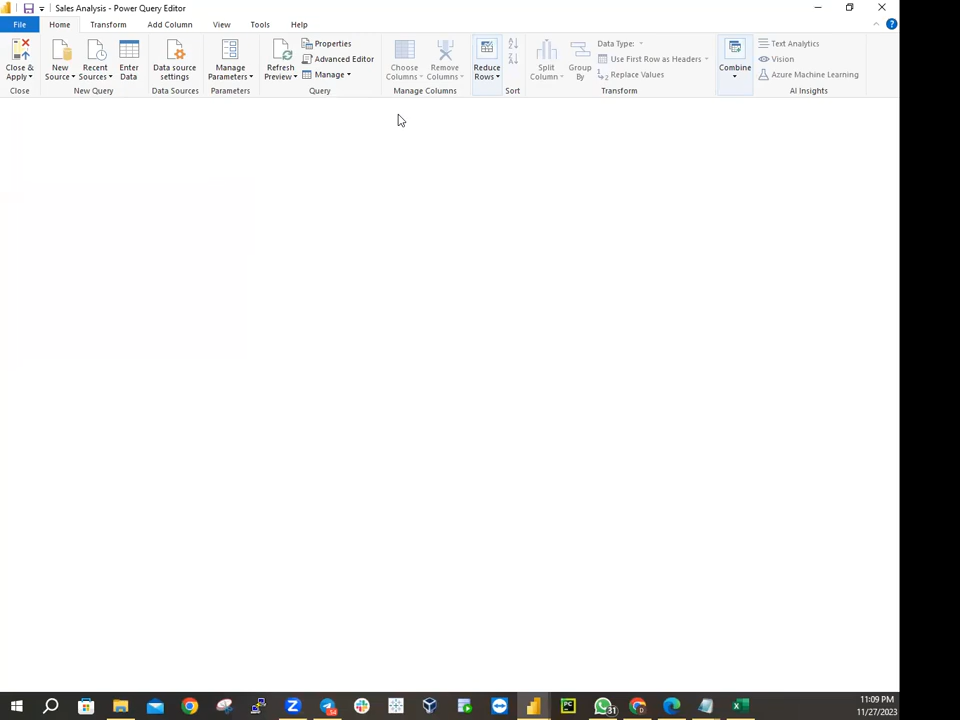 Sales Analysis - Power Query Editor
File Home Transform Add Column View Tools Help
Close & Apply
New Source
Recent Sources
Enter Data
Data source settings
Manage Parameters
Refresh Preview
Properties
Advanced Editor
Manage
Choose Columns
Remove Columns
Reduce Rows
Split Column
Group By
Data Type:
Use First Row as Headers
Replace Values
Combine
Text Analytics
Vision
Azure Machine Learning
Close
New Query
Data Sources
Parameters
Query
Manage Columns
Sort
Transform
AI Insights
31
11:09 PM
11/27/2023